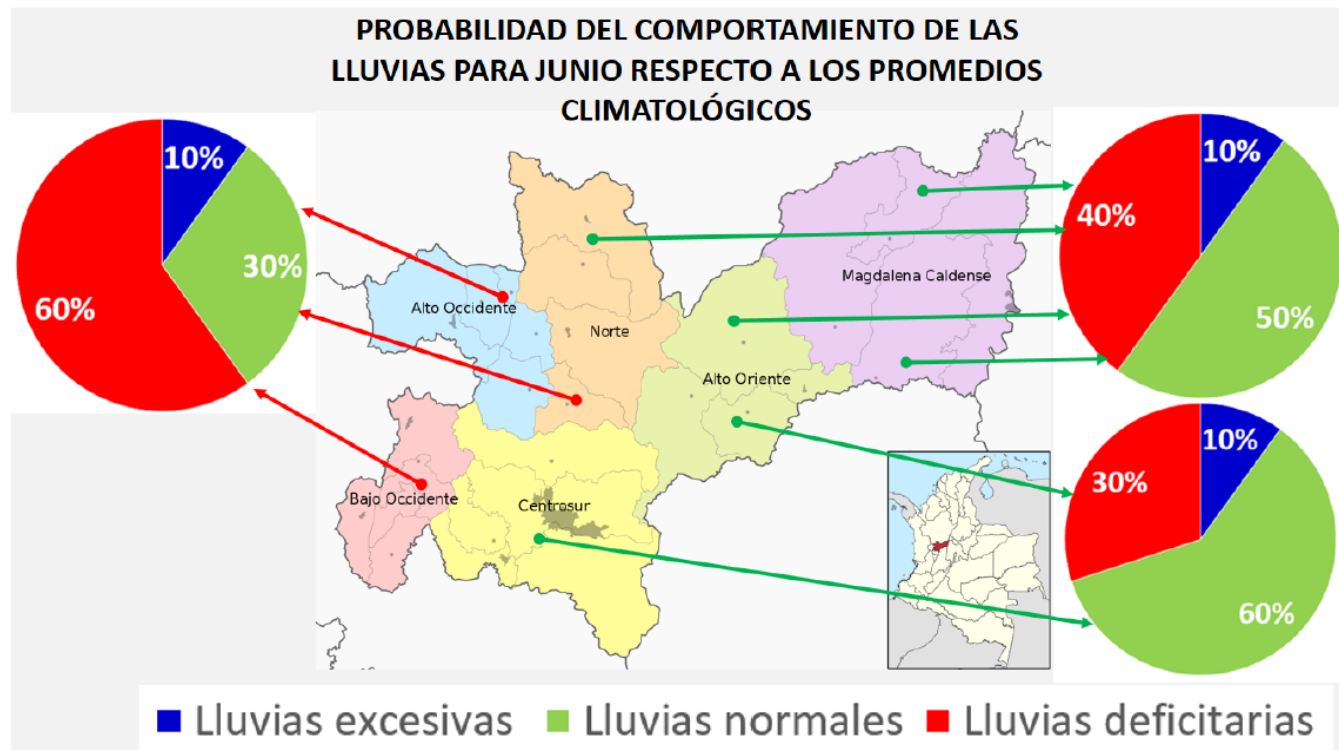 PROBABILIDAD DEL COMPORTAMIENTO DE LAS
LLUVIAS PARA JUNIO RESPECTO A LOS PROMEDIOS
CLIMATOLÓGICOS
10%
30%
60%
10%
40%
50%
Magdalena Caldense
Alto Occidente
Norte
Alto Oriente
Bajo Occidente
Centrosur
10%
30%
60%
Lluvias excesivas
Lluvias normales
Lluvias deficitarias